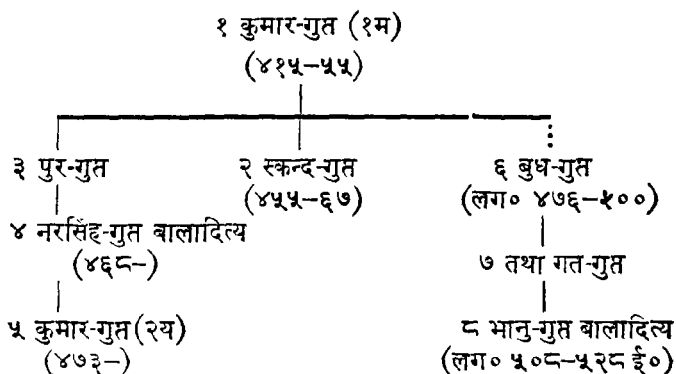 १ कुमार-गुप्त (१म)
(४१५–५५)
३ पुर-गुप्त
२ स्कन्द-गुप्त
(४५५–६७)
६ बुध-गुप्त
(लग० ४७६–५००)
४ नरसिंह-गुप्त बालादित्य
(४६८–)
७ तथा गत-गुप्त
५ कुमार-गुप्त (२य)
(४७३–)
८ भानु-गुप्त बालादित्य
(लग० ५०८–५२८ ई०)